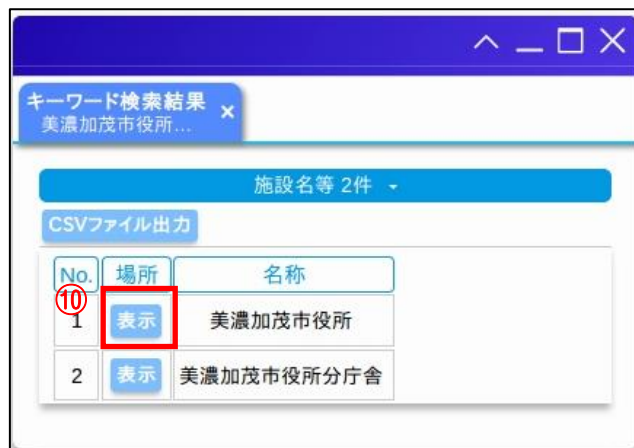 キーワード検索結果 ×
美濃加茂市役所...
施設名等 2件
CSVファイル出力
No. 場所 名称
⑩
1 表示 美濃加茂市役所
2 表示 美濃加茂市役所分庁舎